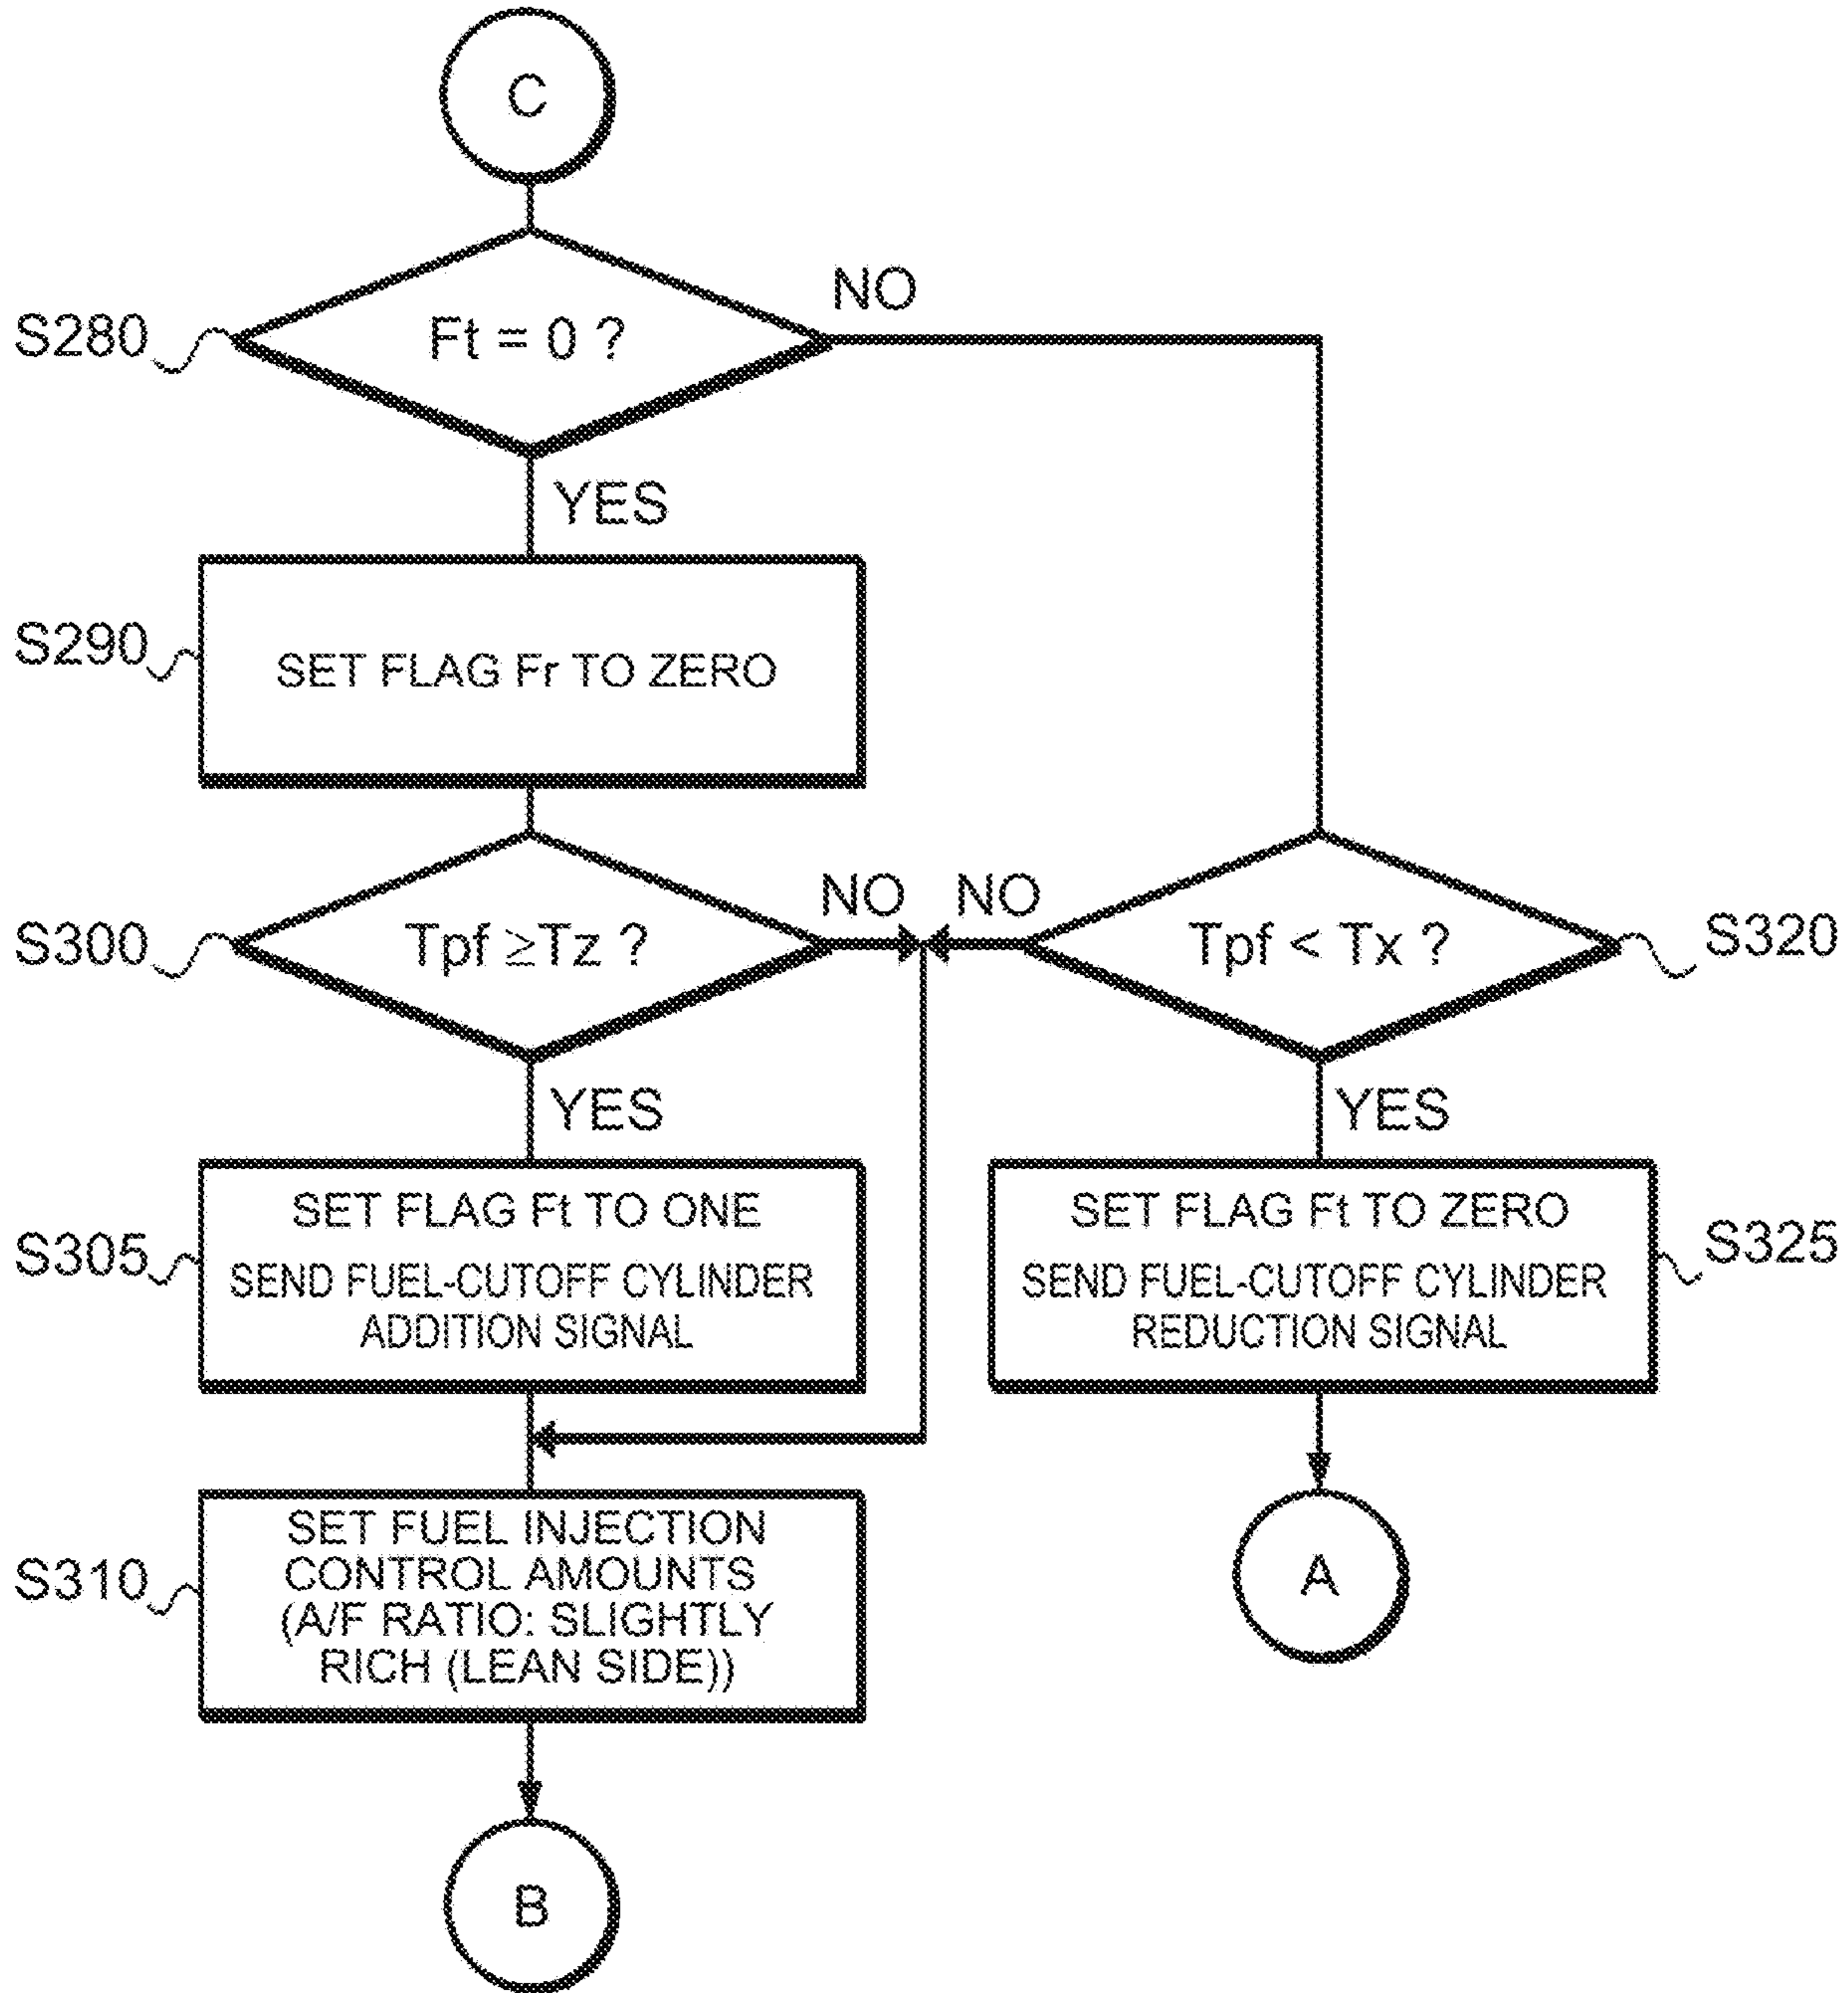 C
S280
Ft = 0 ?
NO
YES
S290
SET FLAG Fr TO ZERO
S300
Tpf ≥Tz ?
NO
NO
Tpf < Tx ?
S320
YES
YES
S305
SET FLAG Ft TO ONE
SEND FUEL-CUTOFF CYLINDER
ADDITION SIGNAL
SET FLAG Ft TO ZERO
SEND FUEL-CUTOFF CYLINDER
REDUCTION SIGNAL
S325
S310
SET FUEL INJECTION
CONTROL AMOUNTS
(A/F RATIO: SLIGHTLY
RICH (LEAN SIDE))
A
B